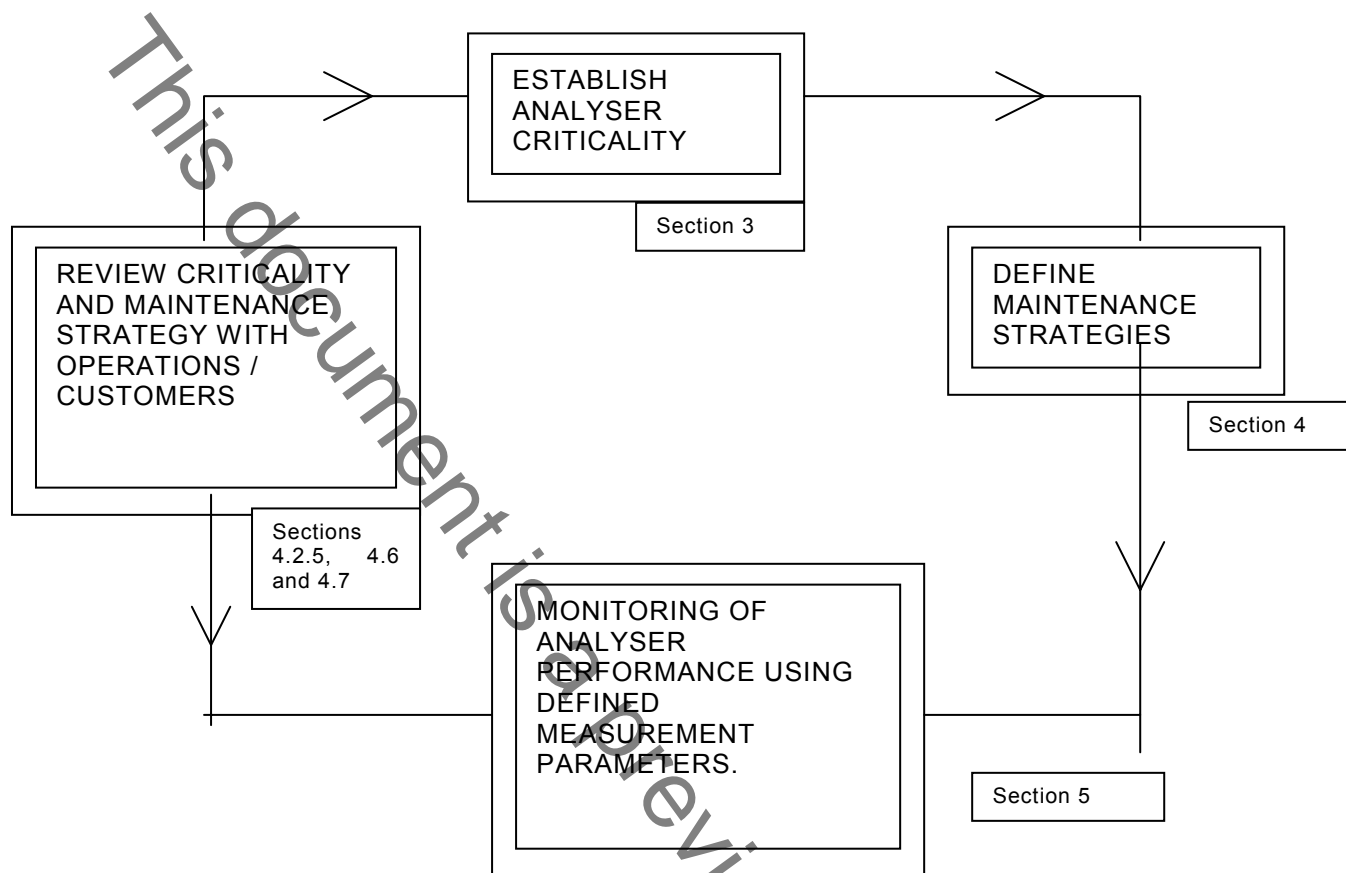 ESTABLISH
ANALYSER
CRITICALITY
Section 3
REVIEW CRITICALITY
AND MAINTENANCE
STRATEGY WITH
OPERATIONS /
CUSTOMERS
Sections
4.2.5, 4.6
and 4.7
DEFINE
MAINTENANCE
STRATEGIES
Section 4
MONITORING OF
ANALYSER
PERFORMANCE USING
DEFINED
MEASUREMENT
PARAMETERS.
Section 5
This document is a previ